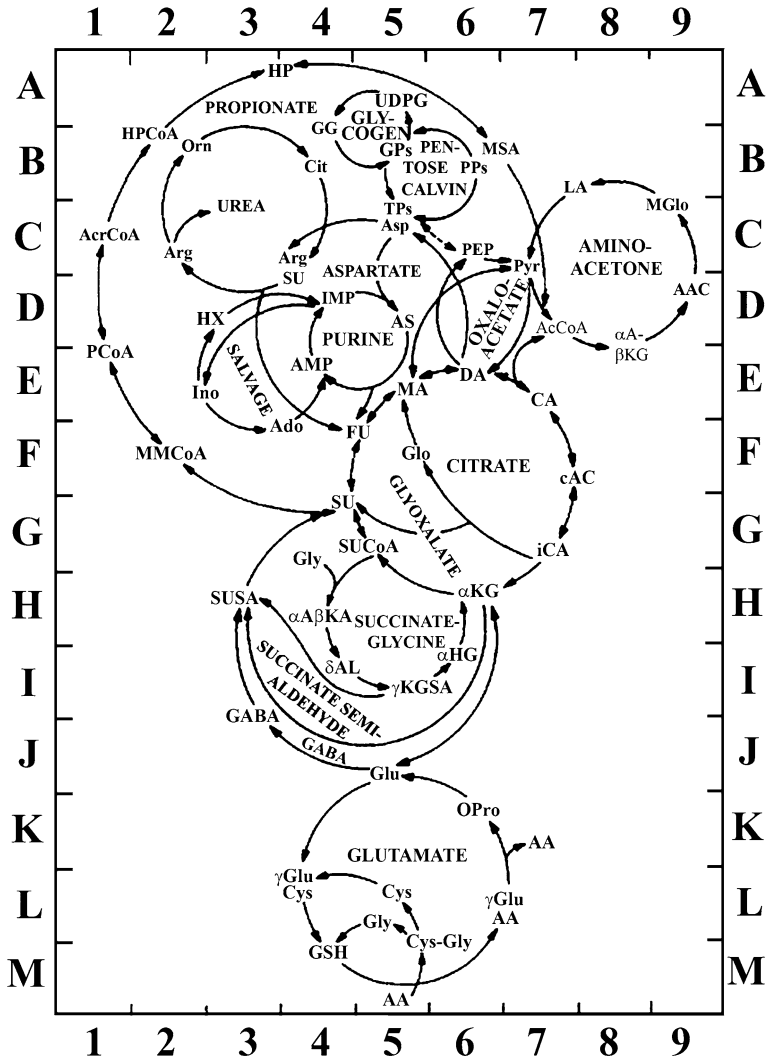 1 2 3 4 5 6 7 8 9
A A
HP
UDPG
PROPIONATE
GLY-
GG COGEN
HPCoA
Orn
B B
GPs PEN-
MSA
Cit
TOSE PPs
CALVIN
LA
UREA
TPs
MGlo
AcrCoA
Asp
C C
Arg
Arg
PEP
AMINO-
Pyr
ACETONE
SU
ASPARTATE
IMP
AAC
D D
HX
AS
OXALO-
ACETATE
AcCoA
αA-
βKG
PURINE
PCoA
SALVAGE
AMP
DA
E E
Ino
MA
CA
Ado
FU
F F
MMCoA
Glo
CITRATE
cAC
GLYOXALATE
SU
G G
SUCoA
iCA
Gly
H H
SUSA
αKG
αAβKA
SUCCINATE-
GLYCINE
SUCCINATE SEMI-
ALDEHYDE
αHG
δAL
I I
γKGSA
GABA
GABA
J J
Glu
OPro
K K
AA
GLUTAMATE
γGlu
Cys
Cys
γGlu
AA
L L
Gly
Cys-Gly
GSH
M M
AA
1 2 3 4 5 6 7 8 9